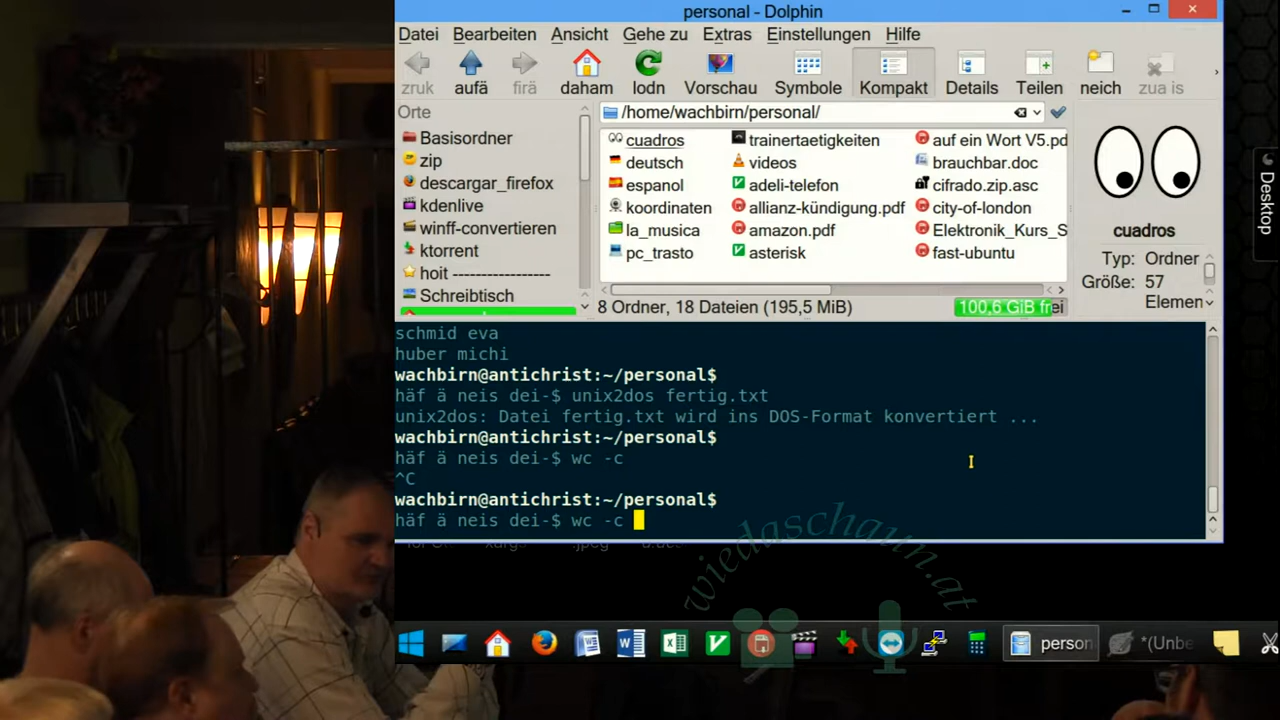 personal - Dolphin
Datei Bearbeiten Ansicht Gehe zu Extras Einstellungen Hilfe
zruk aufä firä daham lodn Vorschau Symbole Kompakt Details Teilen neich zua is
Orte
/home/wachbirn/personal/
Basisordner
zip
descargar_firefox
kdenlive
winff-convertieren
ktorrent
hoit -----------------
Schreibtisch
cuadros trainertaetigkeiten auf ein Wort V5.pd
deutsch videos brauchbar.doc
espanol adeli-telefon cifrado.zip.asc
koordinaten allianz-kündigung.pdf city-of-london
la_musica amazon.pdf Elektronik_Kurs_S
pc_trasto asterisk fast-ubuntu
8 Ordner, 18 Dateien (195,5 MiB) 100,6 GiB frei
cuadros
Typ: Ordner
Größe: 57
Elemen
Desktop
schmid eva
huber michi
wachbirn@antichrist:~/personal$
häf ä neis dei-$ unix2dos fertig.txt
unix2dos: Datei fertig.txt wird ins DOS-Format konvertiert ...
wachbirn@antichrist:~/personal$
häf ä neis dei-$ wc -c
^C
wachbirn@antichrist:~/personal$
häf ä neis dei-$ wc -c
wiedaschaun.at
person *(Unbe